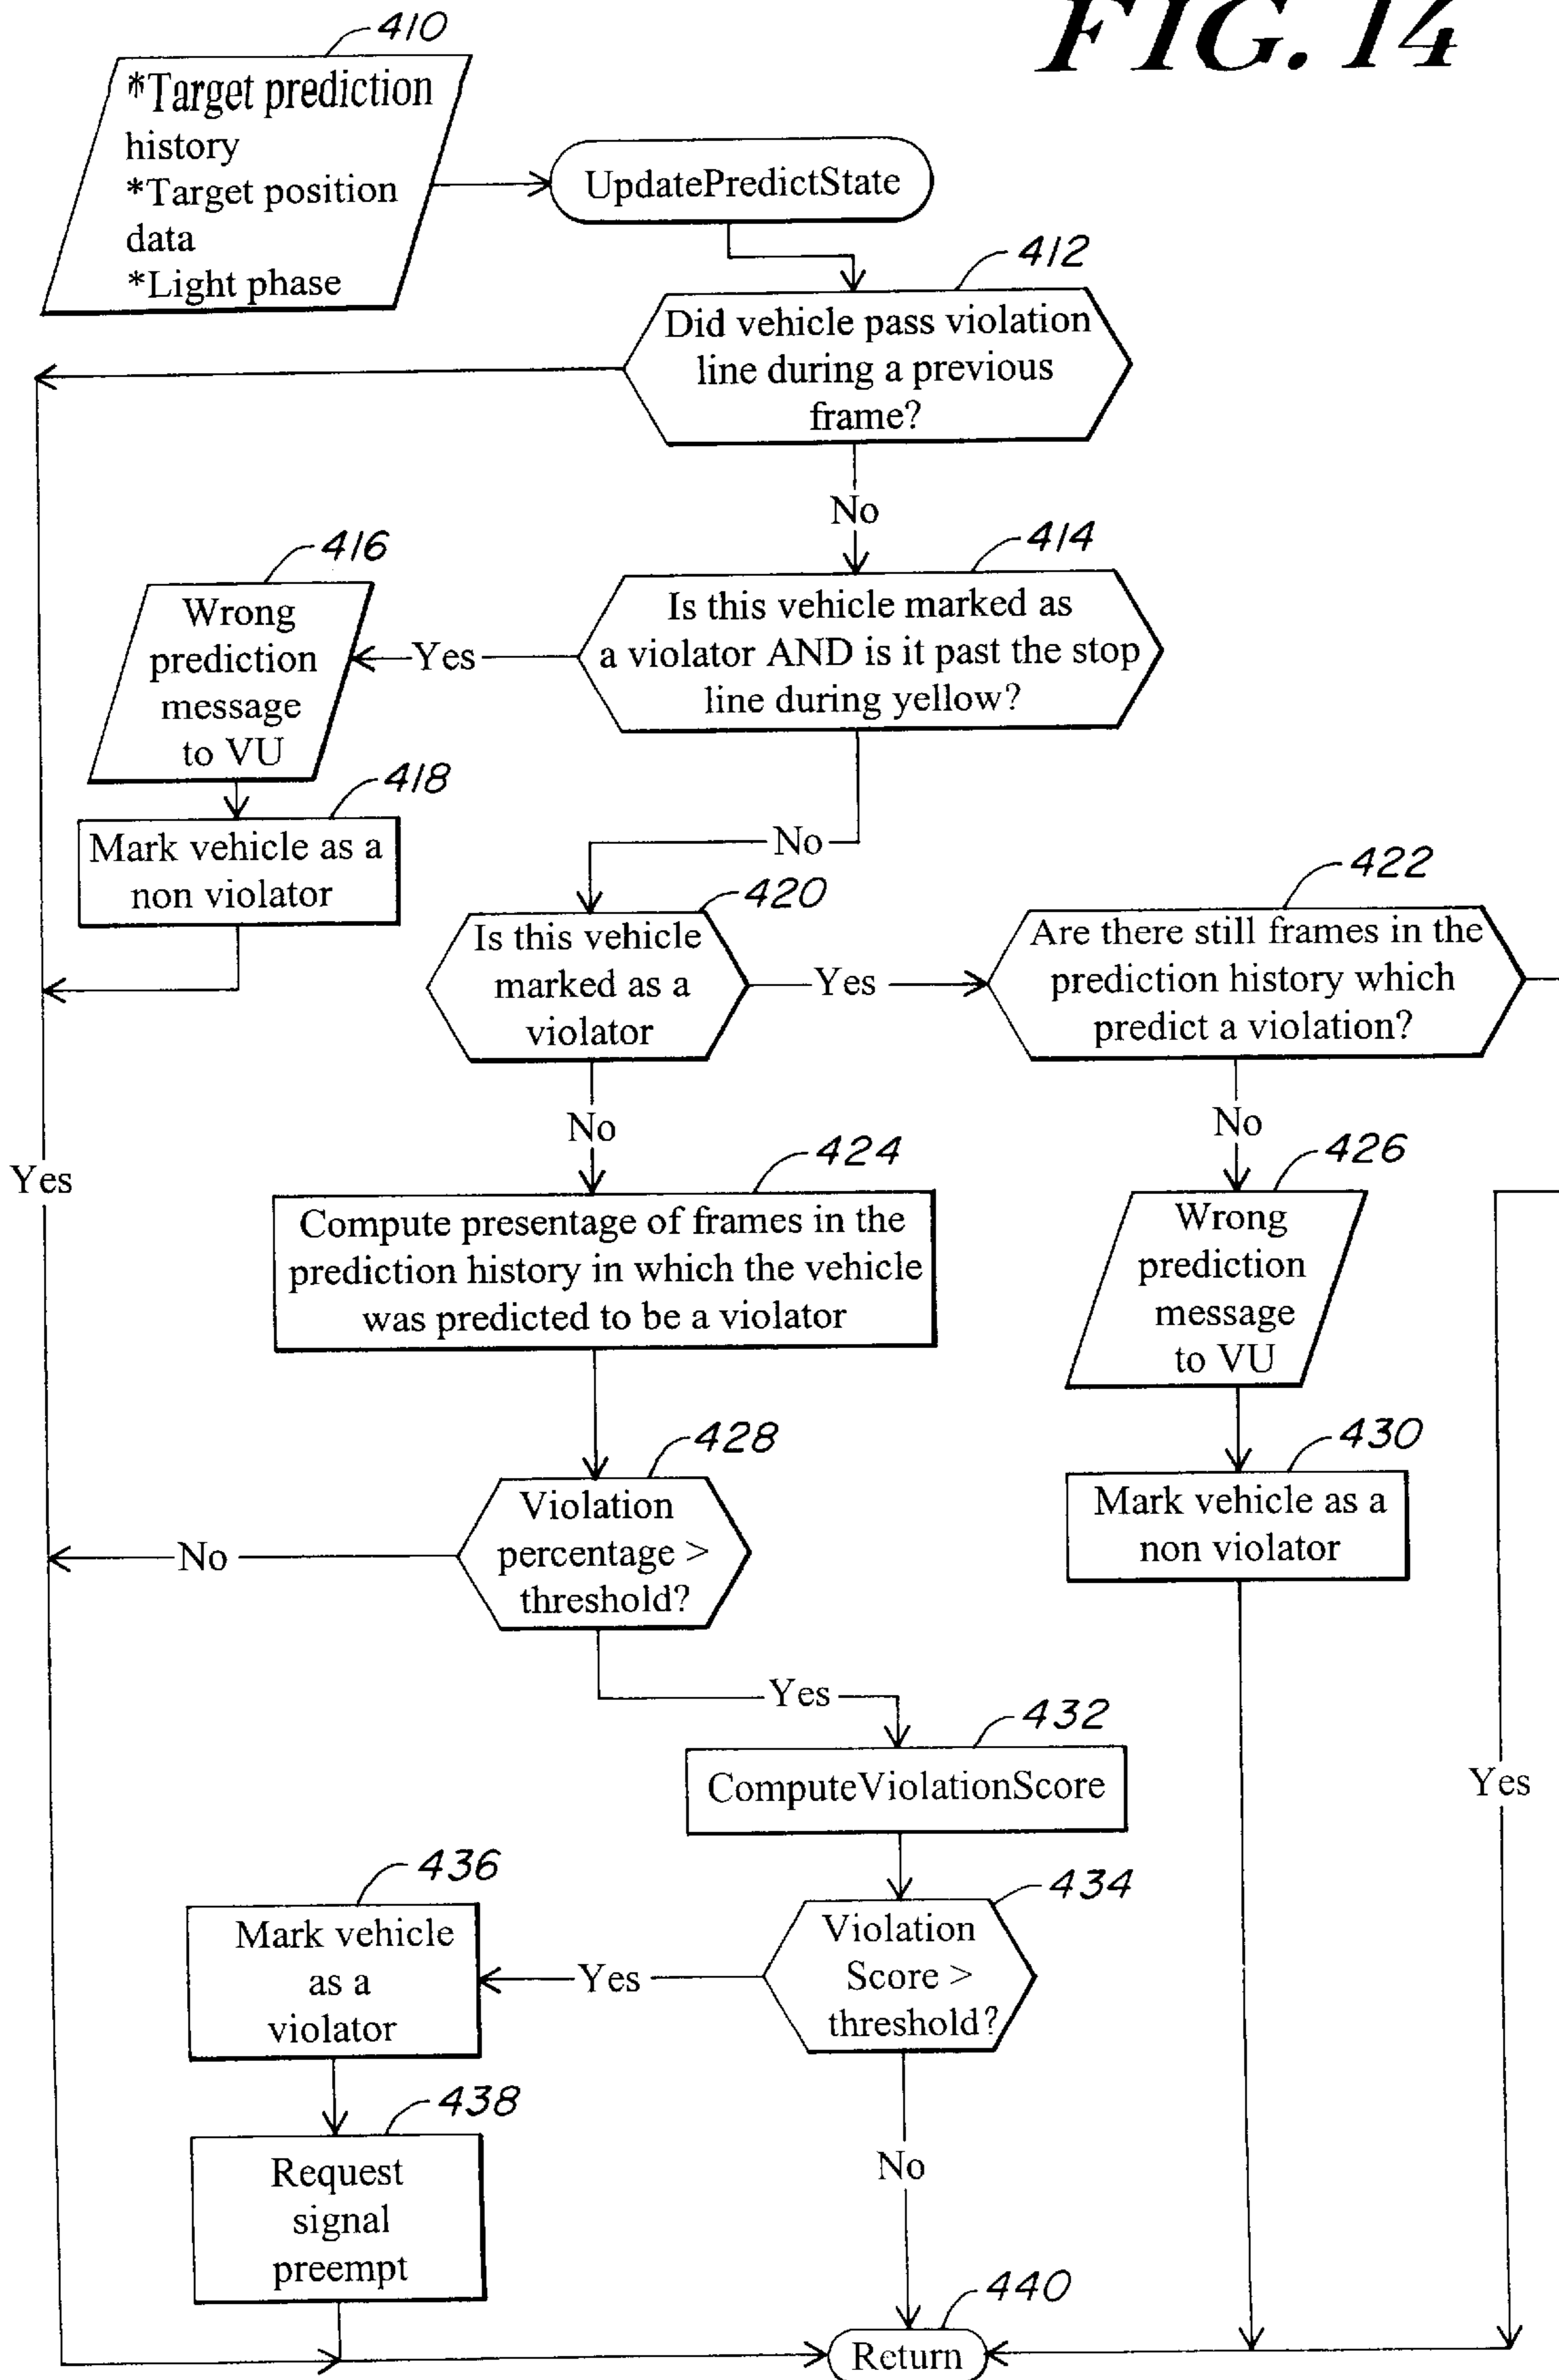 FIG. 14
410
*Target prediction
history
*Target position
data
*Light phase
UpdatePredictState
412
Did vehicle pass violation
line during a previous
frame?
No
414
Is this vehicle marked as
a violator AND is it past the stop
line during yellow?
Yes
416
Wrong
prediction
message
to VU
418
Mark vehicle as a
non violator
No
420
Is this vehicle
marked as a
violator
Yes
422
Are there still frames in the
prediction history which
predict a violation?
No
No
Yes
424
Compute presentage of frames in the
prediction history in which the vehicle
was predicted to be a violator
426
Wrong
prediction
message
to VU
428
Violation
percentage >
threshold?
No
430
Mark vehicle as a
non violator
Yes
432
ComputeViolationScore
Yes
434
Violation
Score >
threshold?
Yes
436
Mark vehicle
as a
violator
438
Request
signal
preempt
No
440
Return